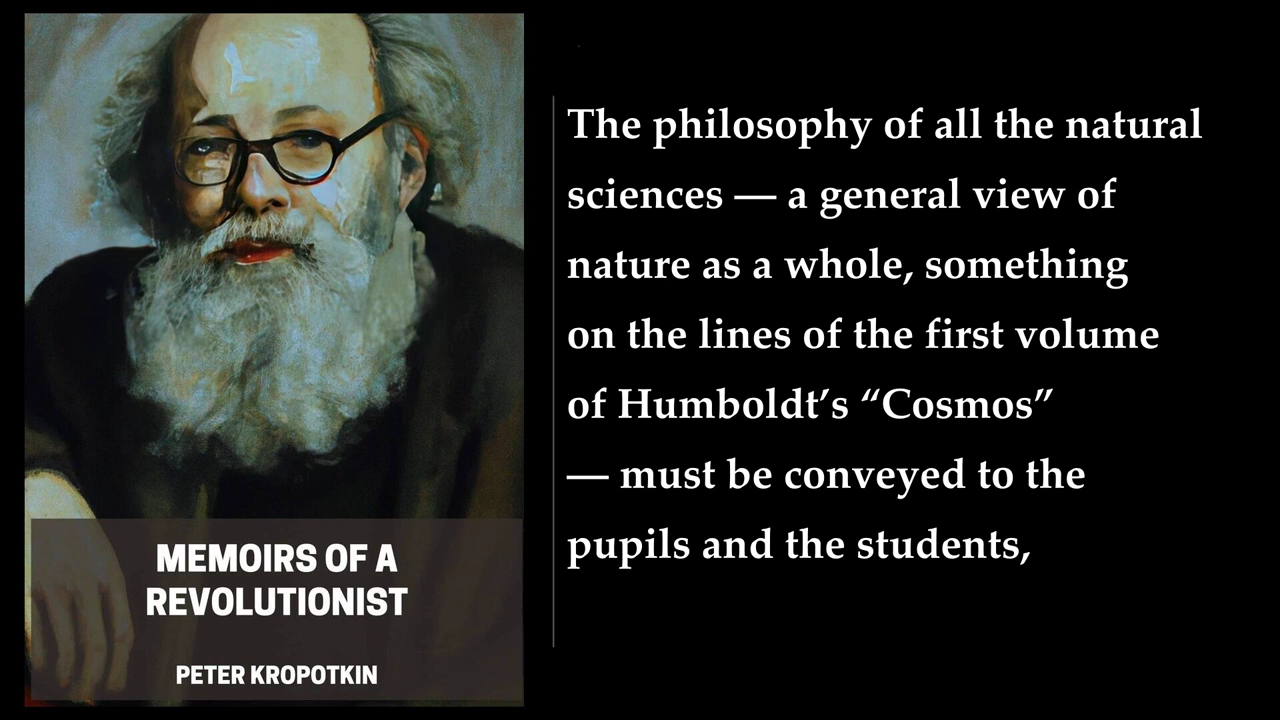 MEMOIRS OF A
REVOLUTIONIST
PETER KROPOTKIN
The philosophy of all the natural
sciences — a general view of
nature as a whole, something
on the lines of the first volume
of Humboldt’s “Cosmos”
— must be conveyed to the
pupils and the students,